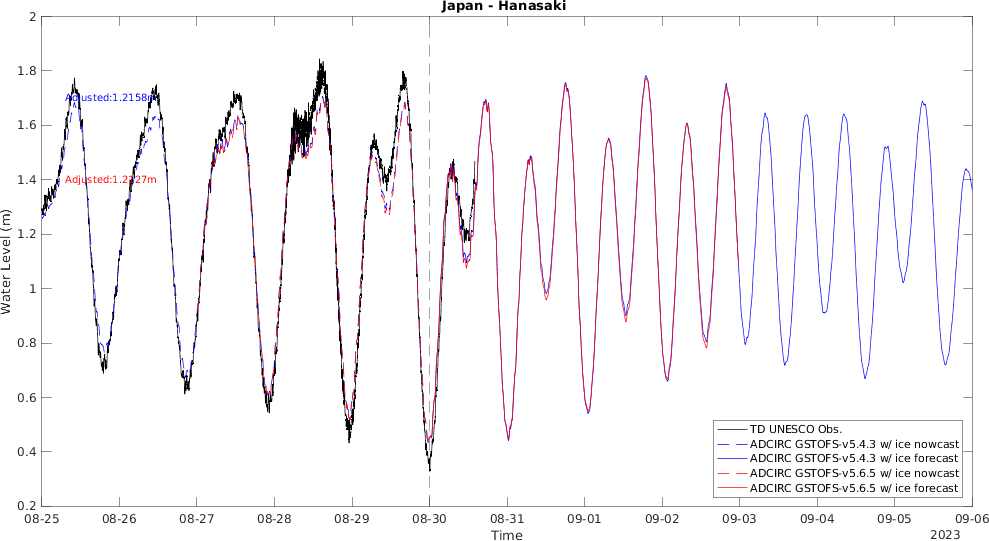 Japan - Hanasaki
2
1.8
1.6
1.4
1.2
1
0.8
0.6
0.4
0.2
Water Level (m)
Adjusted:1.2158m
Adjusted:1.2327m
TD UNESCO Obs.
ADCIRC GSTOFS-v5.4.3 w/ ice nowcast
ADCIRC GSTOFS-v5.4.3 w/ ice forecast
ADCIRC GSTOFS-v5.6.5 w/ ice nowcast
ADCIRC GSTOFS-v5.6.5 w/ ice forecast
08-25 08-26 08-27 08-28 08-29 08-30 08-31 09-01 09-02 09-03 09-04 09-05 09-06
Time 2023